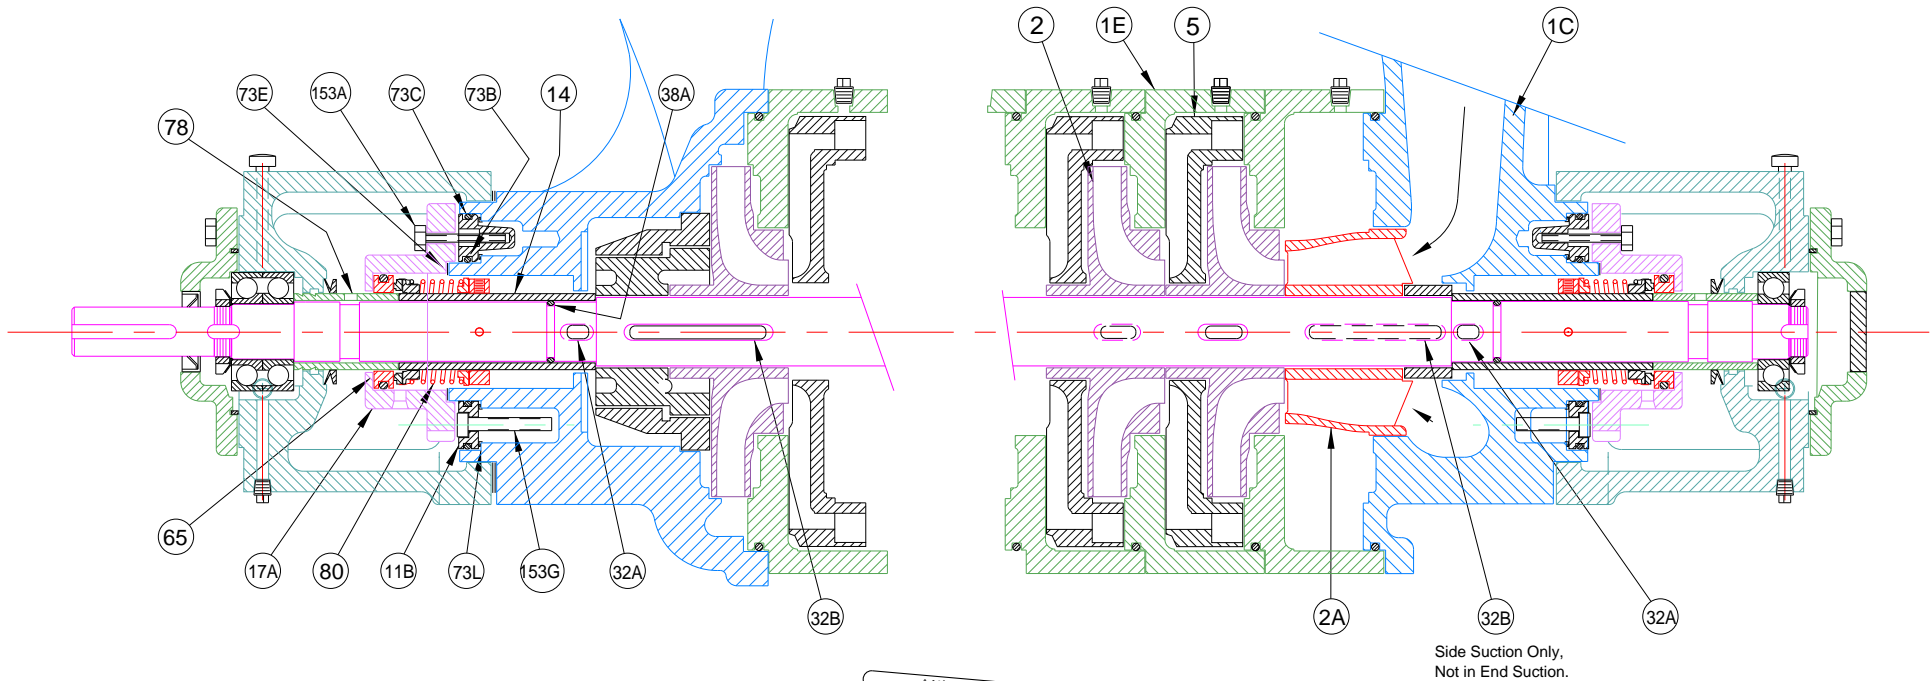 2
1E
5
1C
73E
153A
73C
73B
14
38A
78
65
17A
80
11B
73L
153G
32A
32B
2A
32B
32A
Side Suction Only,
Not in End Suction.